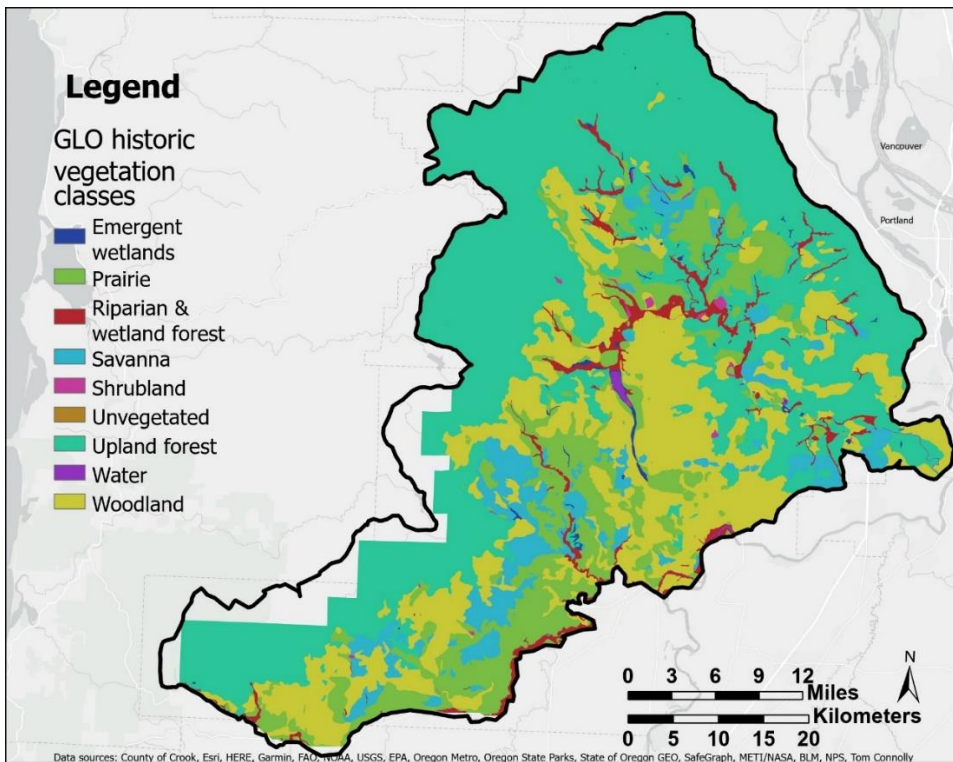 Legend
GLO historic
vegetation
classes
Emergent
wetlands
Prairie
Riparian &
wetland forest
Savanna
Shrubland
Unvegetated
Upland forest
Water
Woodland
Vancouver
Portland
N
0 3 6 9 12
Miles
Kilometers
0 5 10 15 20
Data sources: County of Crook, Esri, HERE, Garmin, FAO, NOAA, USGS, EPA, Oregon Metro, Oregon State Parks, State of Oregon GEO, SafeGraph, METI/NASA, BLM, NPS, Tom Connolly